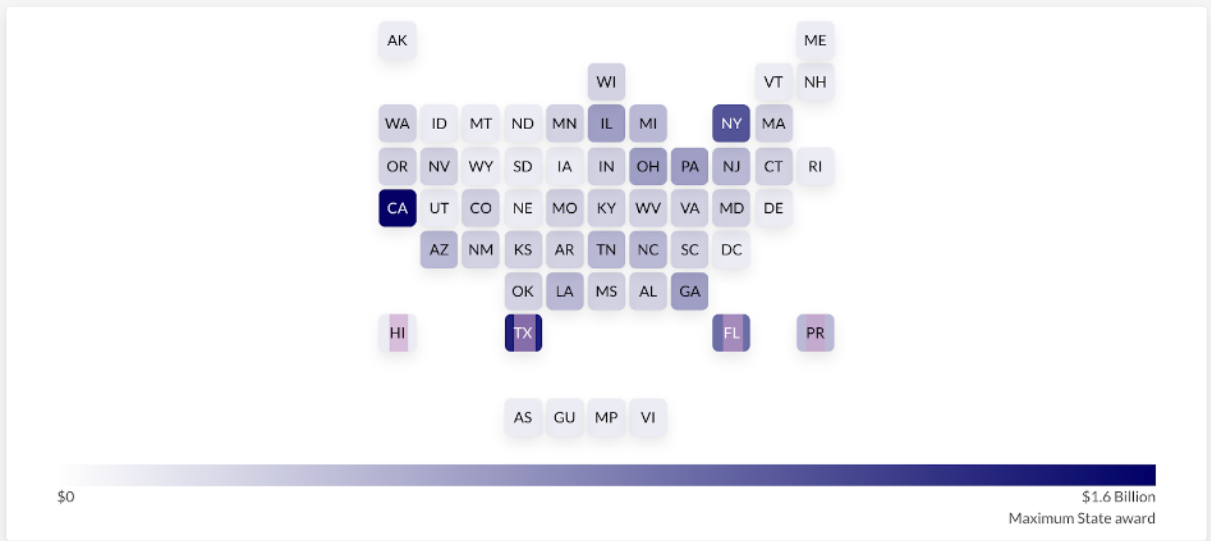 AK ME
WI VT NH
WA ID MT ND MN IL MI NY MA
OR NV WY SD IA IN OH PA NJ CT RI
CA UT CO NE MO KY WV VA MD DE
AZ NM KS AR TN NC SC DC
OK LA MS AL GA
HI TX FL PR
AS GU MP VI
$0 $1.6 Billion
Maximum State award